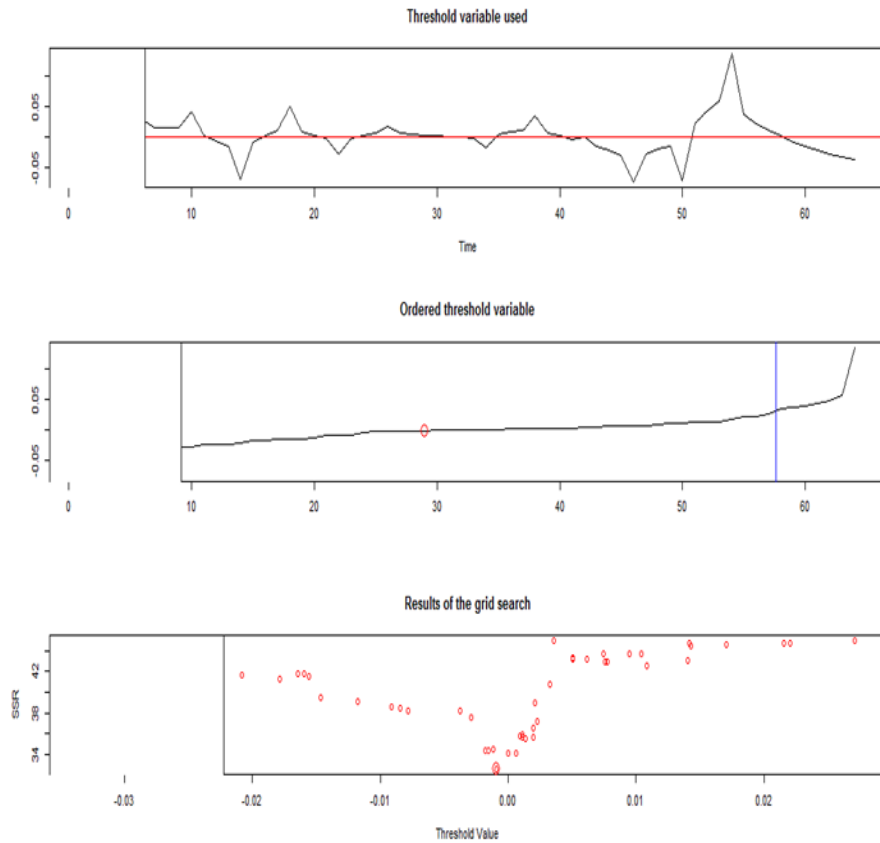 Threshold variable used
0.05
-0.05
0 10 20 30 40 50 60
Time
Ordered threshold variable
0.05
-0.05
0 10 20 30 40 50 60
Results of the grid search
SSR
42
38
34
-0.03 -0.02 -0.01 0.00 0.01 0.02
Threshold Value